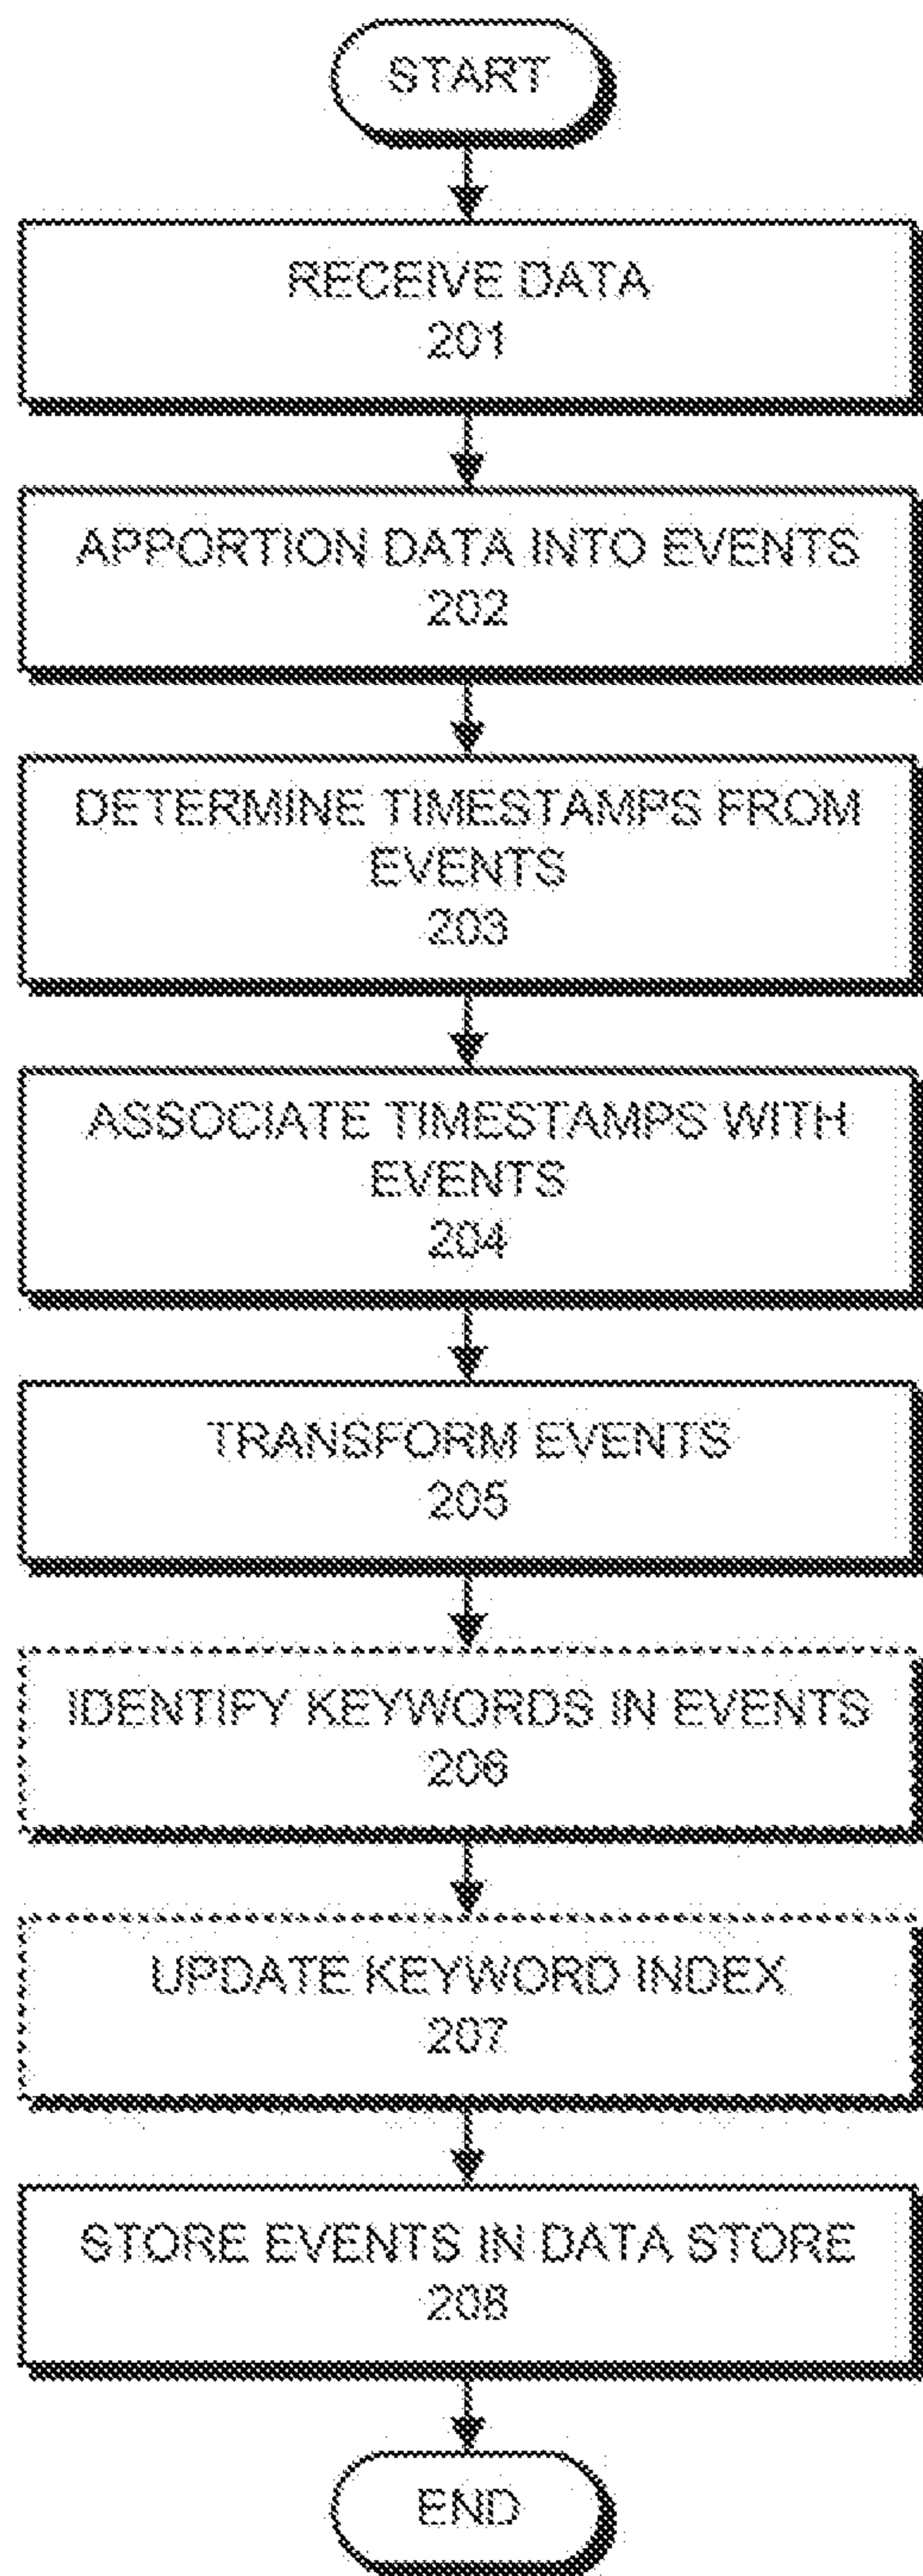 START
RECEIVE DATA
201
APPORTION DATA INTO EVENTS
202
DETERMINE TIMESTAMPS FROM
EVENTS
203
ASSOCIATE TIMESTAMPS WITH
EVENTS
204
TRANSFORM EVENTS
205
IDENTIFY KEYWORDS IN EVENTS
206
UPDATE KEYWORD INDEX
207
STORE EVENTS IN DATA STORE
208
END